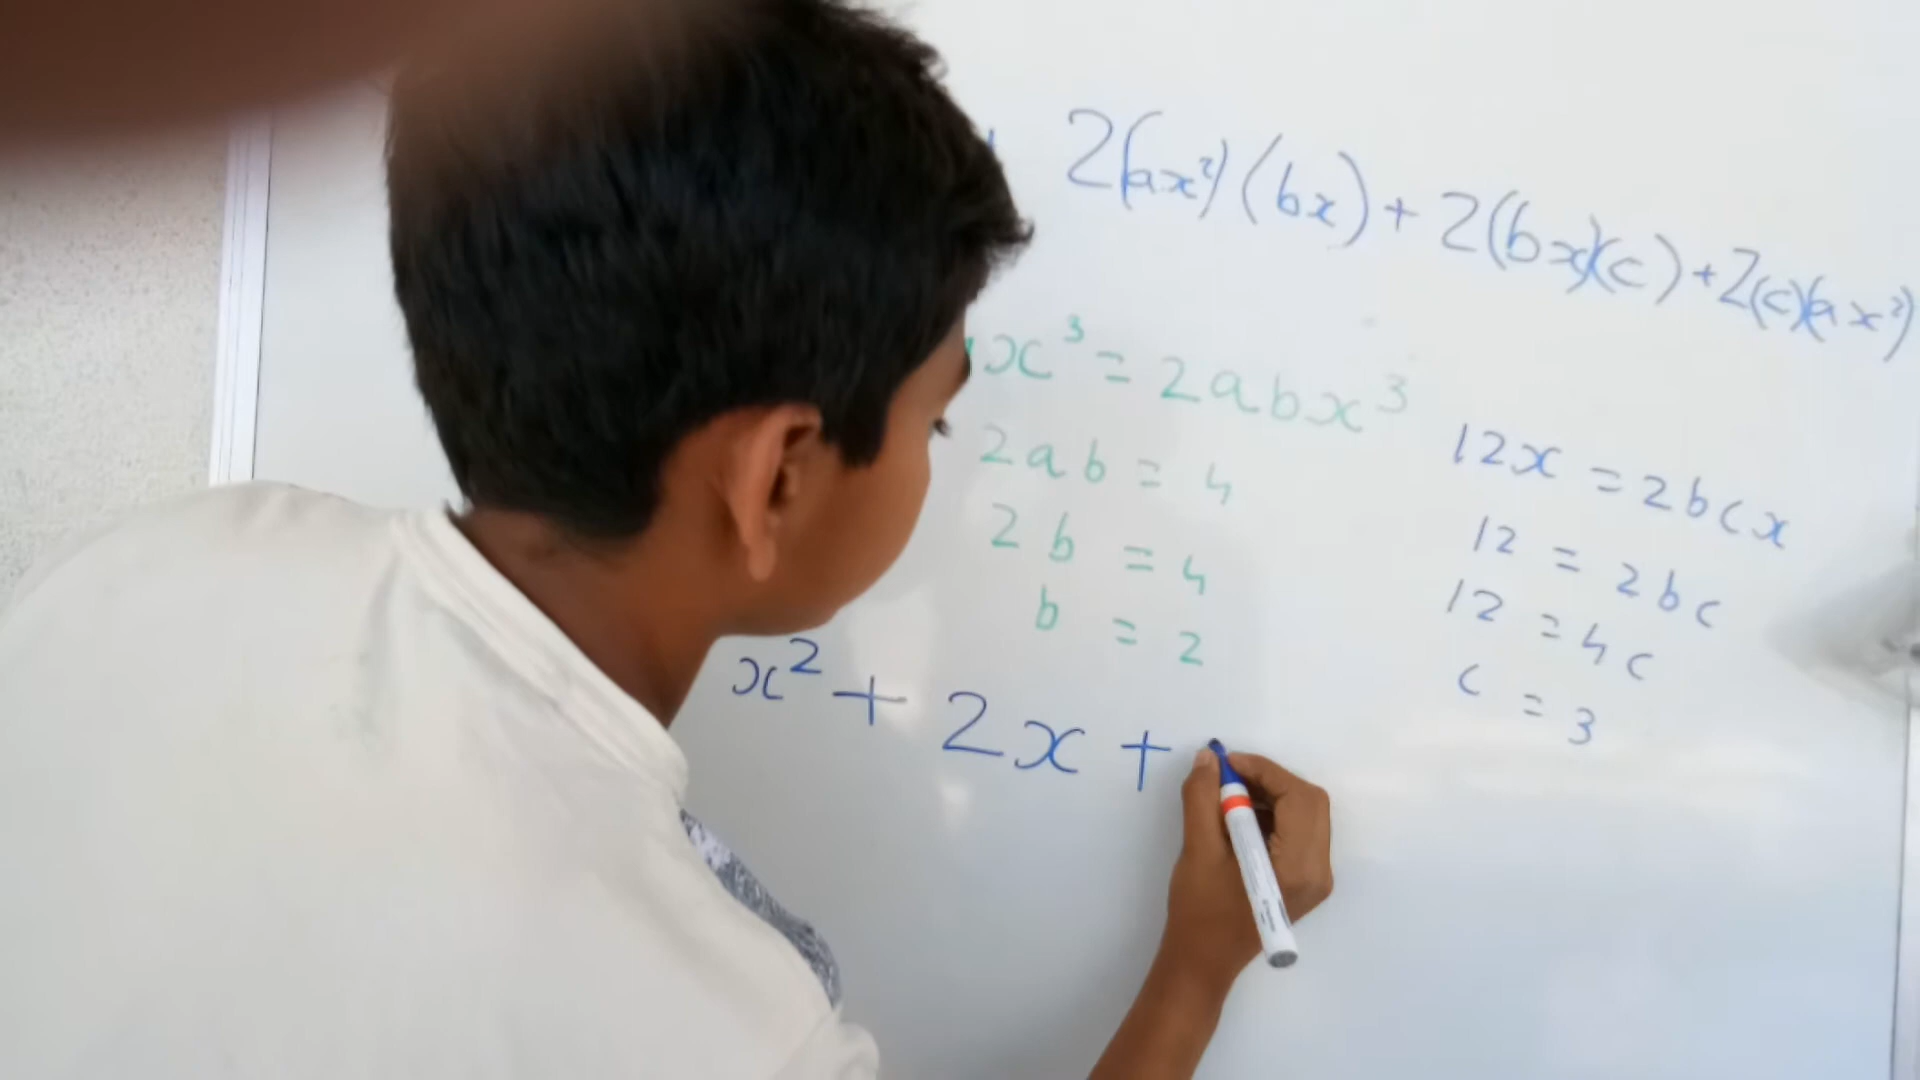 2(ax²)(bx) + 2(bx)(c) + 2(c)(ax²)
x³ = 2abx³
2ab = 4
2b = 4
b = 2
12x = 2bcx
12 = 2bc
12 = 4c
c = 3
x² + 2x +